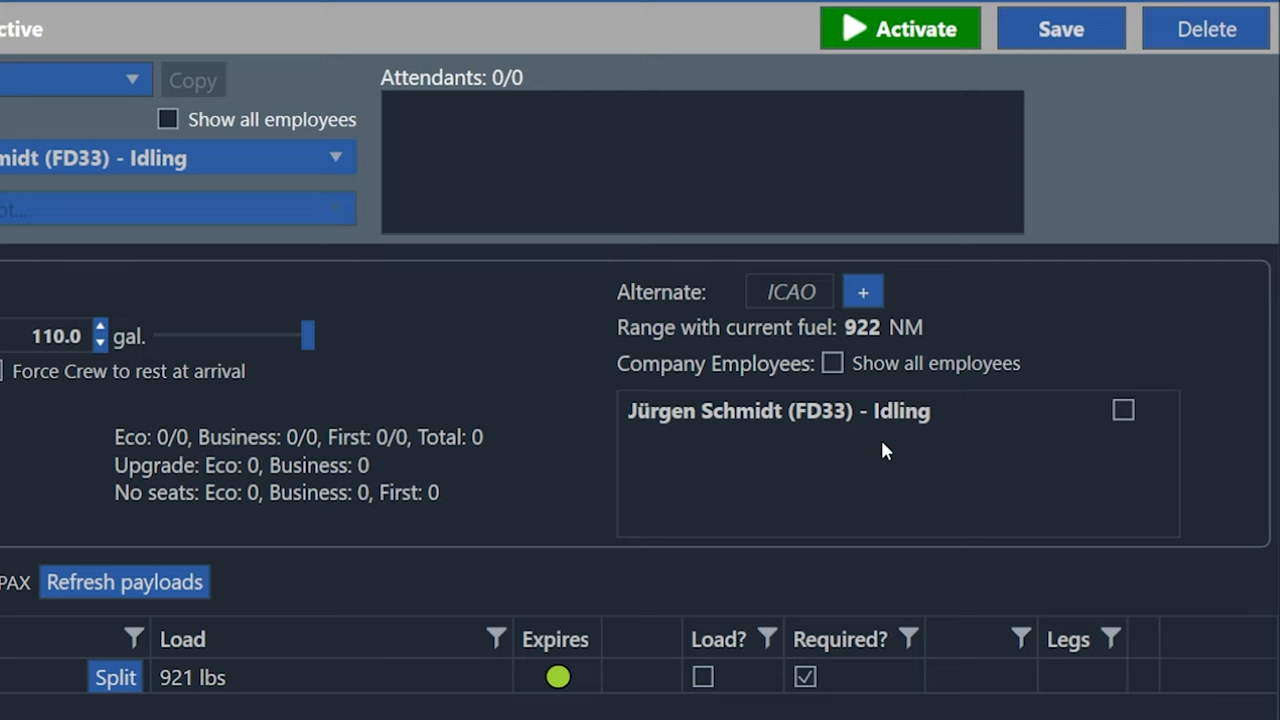 ctive
Activate
Save
Delete
Copy
Attendants: 0/0
Show all employees
midt (FD33) - Idling
ot...
Alternate: ICAO +
110.0 gal.
Range with current fuel: 922 NM
Force Crew to rest at arrival
Company Employees: Show all employees
Jürgen Schmidt (FD33) - Idling
Eco: 0/0, Business: 0/0, First: 0/0, Total: 0
Upgrade: Eco: 0, Business: 0
No seats: Eco: 0, Business: 0, First: 0
PAX Refresh payloads
Load Expires Load? Required? Legs
Split 921 lbs